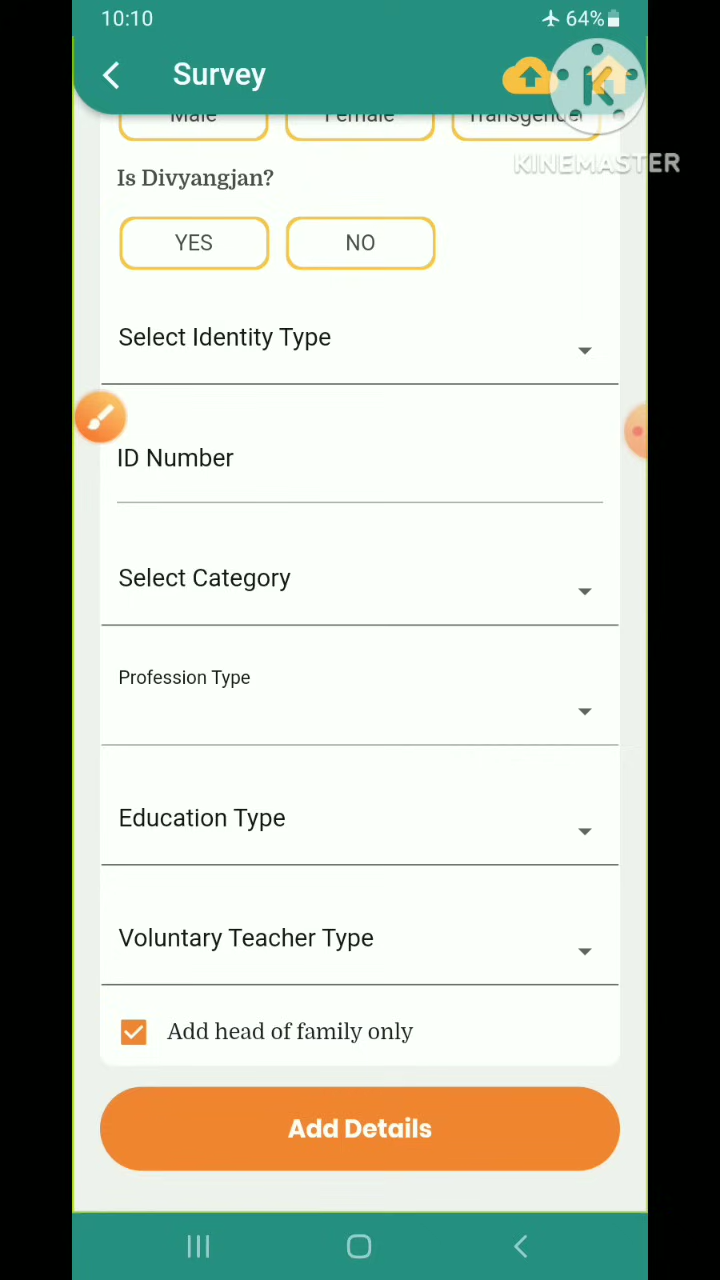 10:10
64%
Survey
KINEMASTER
Male Female Transgender
Is Divyangjan?
YES NO
Select Identity Type
ID Number
Select Category
Profession Type
Education Type
Voluntary Teacher Type
Add head of family only
Add Details